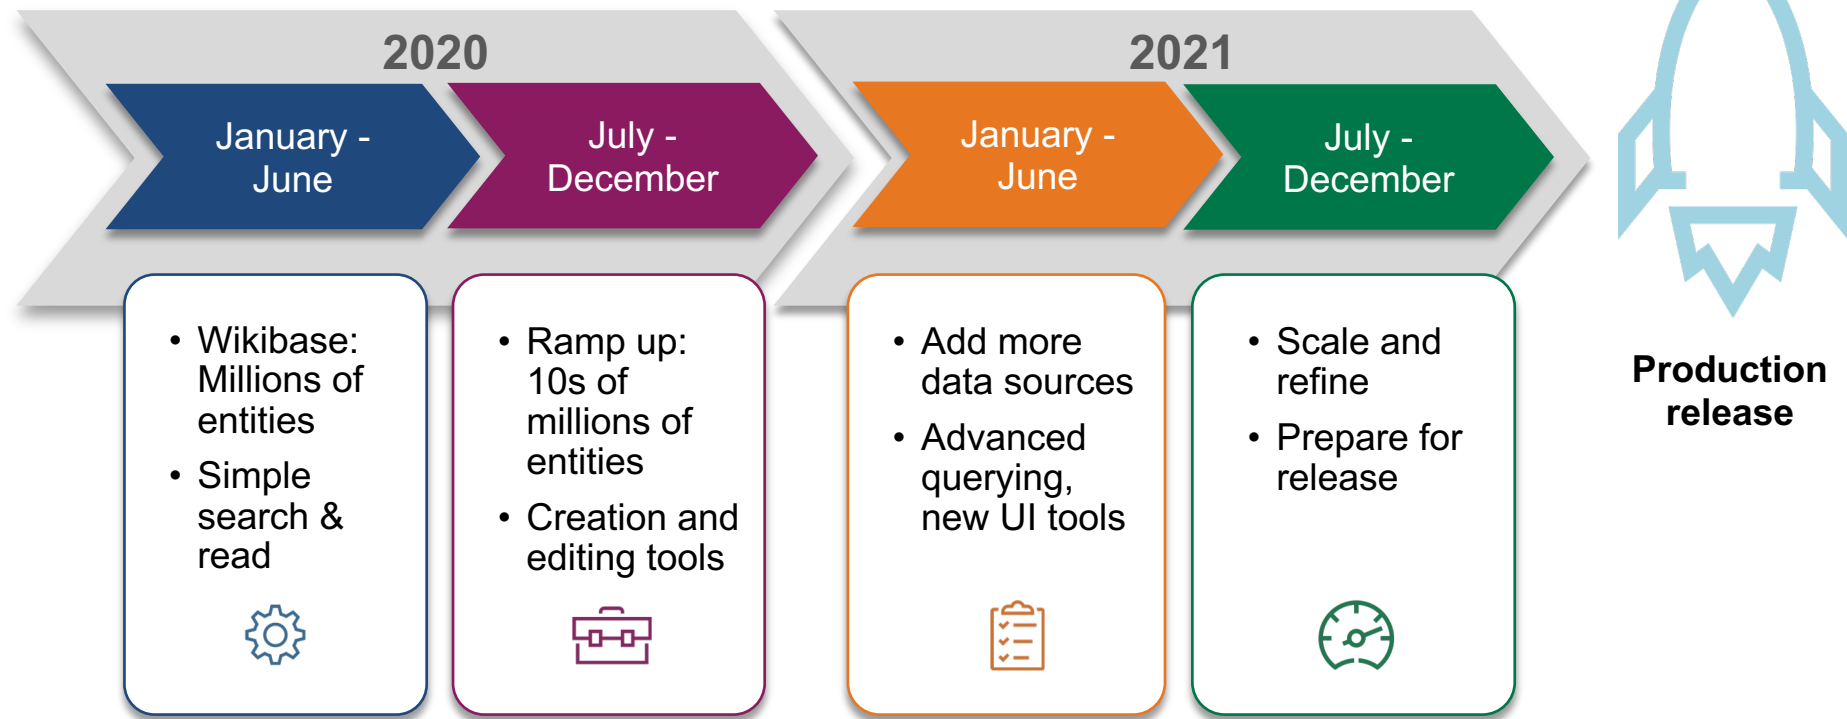 2020
January -
June
July -
December
• Wikibase:
Millions of
entities
• Simple
search &
read
• Ramp up:
10s of
millions of
entities
• Creation and
editing tools
2021
January -
June
July -
December
• Add more
data sources
• Advanced
querying,
new UI tools
• Scale and
refine
• Prepare for
release
Production
release